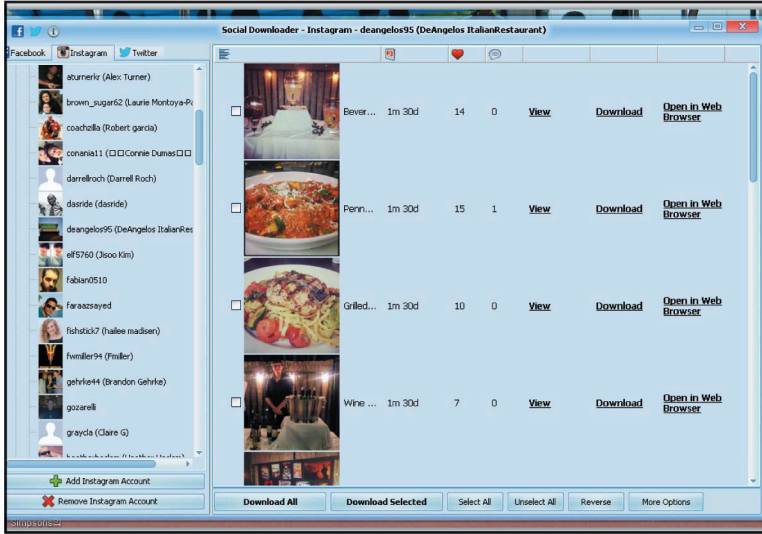 Social Downloader - Instagram - deangelos95 (DeAngelos ItalianRestaurant)
Facebook Instagram Twitter
aturnerkr (Alex Turner)
brown_sugar62 (Laurie Montoya-Pa
coachzilla (Robert garcia)
conania11 (□□Connie Dumas□□
darrellroch (Darrell Roch)
dasride (dasride)
deangelos95 (DeAngelos ItalianRes
elf5760 (Jisoo Kim)
fabian0510
faraazsayed
fishstick7 (hailee madisen)
fwmiller94 (Fmiller)
gehrke44 (Brandon Gehrke)
gozarelli
graycla (Claire G)
Add Instagram Account
Remove Instagram Account
Bever... 1m 30d 14 0 View Download Open in Web
Browser
Penn... 1m 30d 15 1 View Download Open in Web
Browser
Grilled... 1m 30d 10 0 View Download Open in Web
Browser
Wine ... 1m 30d 7 0 View Download Open in Web
Browser
Download All Download Selected Select All Unselect All Reverse More Options